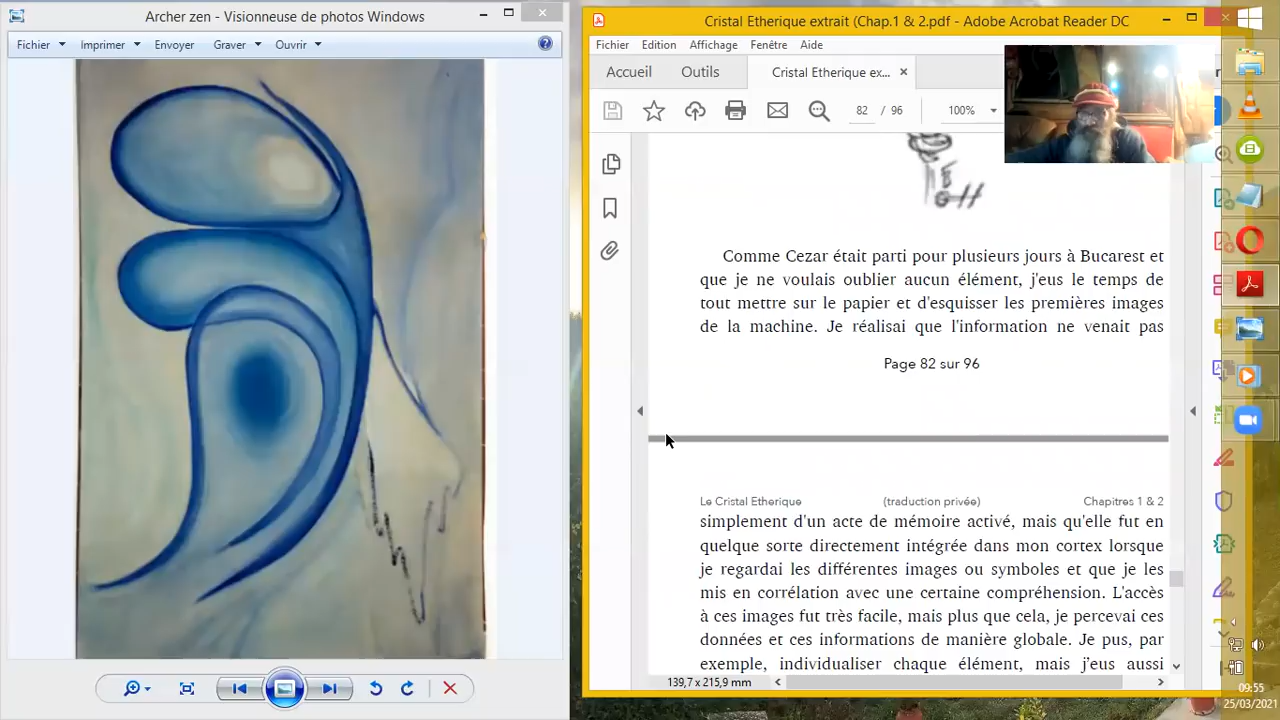 Archer zen - Visionneuse de photos Windows
Fichier Imprimer Envoyer Graver Ouvrir
Cristal Etherique extrait (Chap.1 & 2.pdf - Adobe Acrobat Reader DC
Fichier Edition Affichage Fenêtre Aide
Accueil Outils Cristal Etherique ex...
82 / 96 100%
Comme Cezar était parti pour plusieurs jours à Bucarest et
que je ne voulais oublier aucun élément, j'eus le temps de
tout mettre sur le papier et d'esquisser les premières images
de la machine. Je réalisai que l'information ne venait pas
Page 82 sur 96
Le Cristal Etherique (traduction privée) Chapitres 1 & 2
simplement d'un acte de mémoire activé, mais qu'elle fut en
quelque sorte directement intégrée dans mon cortex lorsque
je regardai les différentes images ou symboles et que je les
mis en corrélation avec une certaine compréhension. L'accès
à ces images fut très facile, mais plus que cela, je percevai ces
données et ces informations de manière globale. Je pus, par
exemple, individualiser chaque élément, mais j'eus aussi
139,7 x 215,9 mm
09:55
25/03/2021